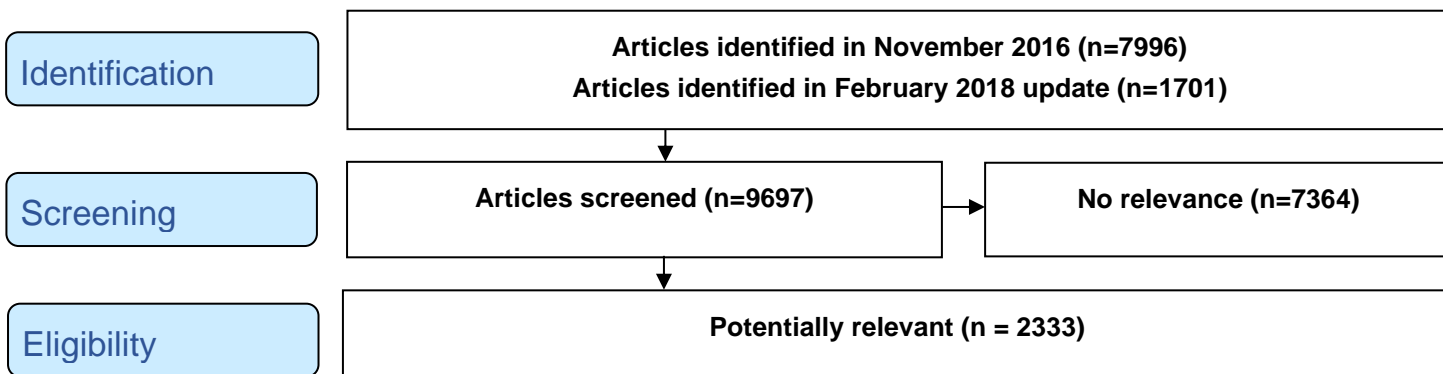 Identification
Articles identified in November 2016 (n=7996)
Articles identified in February 2018 update (n=1701)
Screening
Articles screened (n=9697)
No relevance (n=7364)
Eligibility
Potentially relevant (n = 2333)